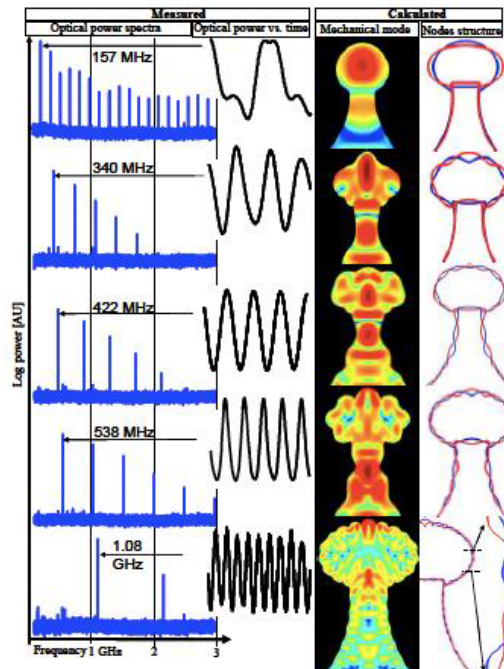 Measured
Calculated
Optical power spectra
Optical power vs. time
Mechanical mode
Nodes structure
157 MHz
340 MHz
422 MHz
538 MHz
1.08
GHz
Log power [AU]
Frequency 1 GHz 2 3